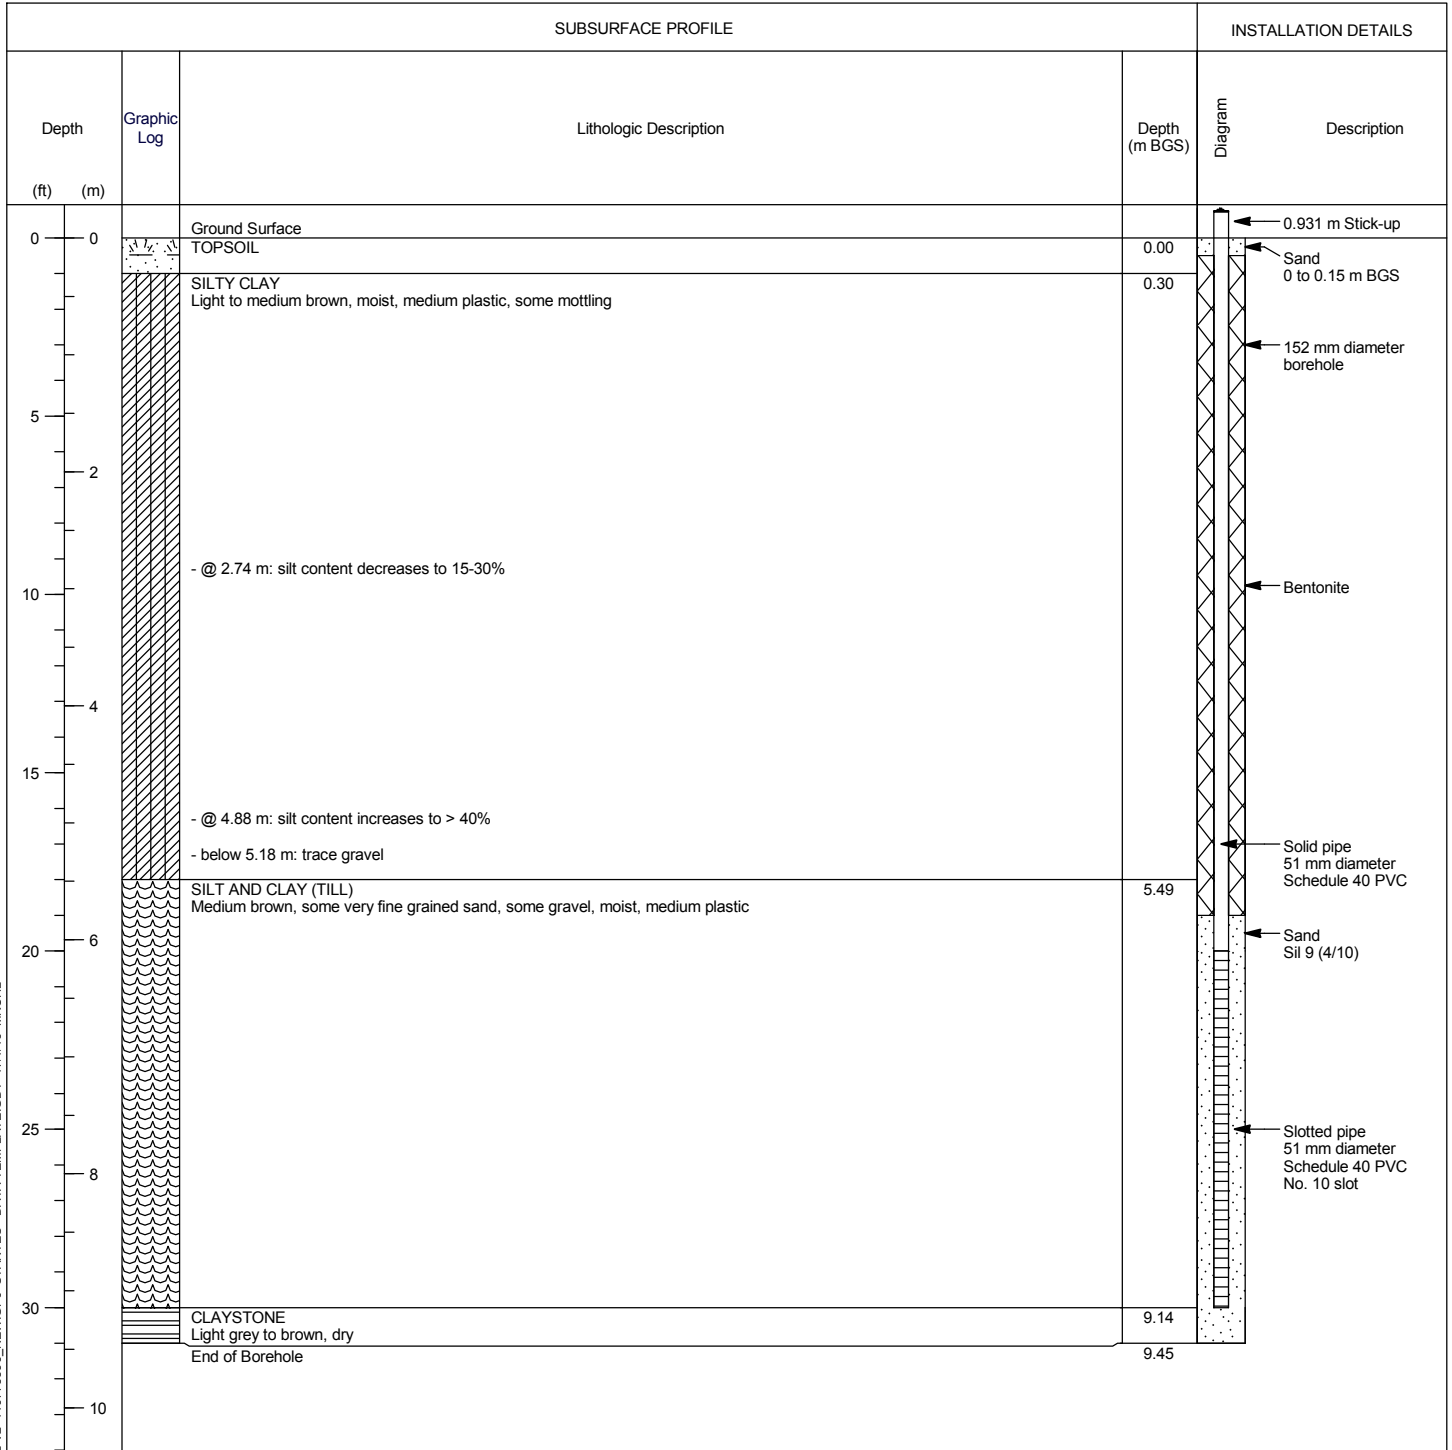 SUBSURFACE PROFILE
INSTALLATION DETAILS
Depth
Graphic
Log
Lithologic Description
Depth
(m BGS)
Diagram
Description
(ft) (m)
Ground Surface
0.931 m Stick-up
0 0
TOPSOIL
0.00
Sand
0 to 0.15 m BGS
SILTY CLAY
0.30
Light to medium brown, moist, medium plastic, some mottling
152 mm diameter
borehole
5
2
- @ 2.74 m: silt content decreases to 15-30%
10
Bentonite
4
15
- @ 4.88 m: silt content increases to > 40%
- below 5.18 m: trace gravel
Solid pipe
51 mm diameter
Schedule 40 PVC
SILT AND CLAY (TILL)
5.49
Medium brown, some very fine grained sand, some gravel, moist, medium plastic
6
20
Sand
Sil 9 (4/10)
25
Slotted pipe
51 mm diameter
Schedule 40 PVC
No. 10 slot
8
30
CLAYSTONE
9.14
Light grey to brown, dry
End of Borehole
9.45
10